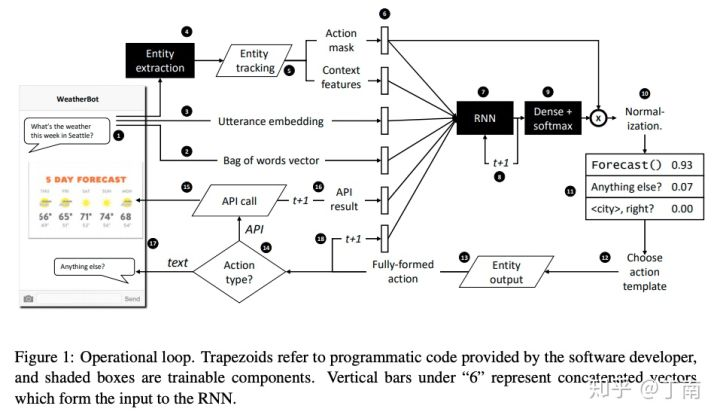 WeatherBot
What's the weather
this week in Seattle?
1
5 DAY FORECAST
THU FRI SAT SUN MON
66° 65° 71° 74° 68
Anything else?
Send
4
Entity
extraction
Entity
tracking
5
Action
mask
Context
features
6
3
Utterance embedding
2
Bag of words vector
15
API call
t+1
16
API
result
API
17
text
14
Action
type?
18
t+1
Fully-formed
action
13
Entity
output
12
Choose
action
template
7
RNN
t+1
8
9
Dense +
softmax
x
10
Normal-
ization.
11
Forecast() 0.93
Anything else? 0.07
<city>, right? 0.00
Figure 1: Operational loop. Trapezoids refer to programmatic code provided by the software developer,
and shaded boxes are trainable components. Vertical bars under “6” represent concatenated vectors
which form the input to the RNN.
知乎 @丁南